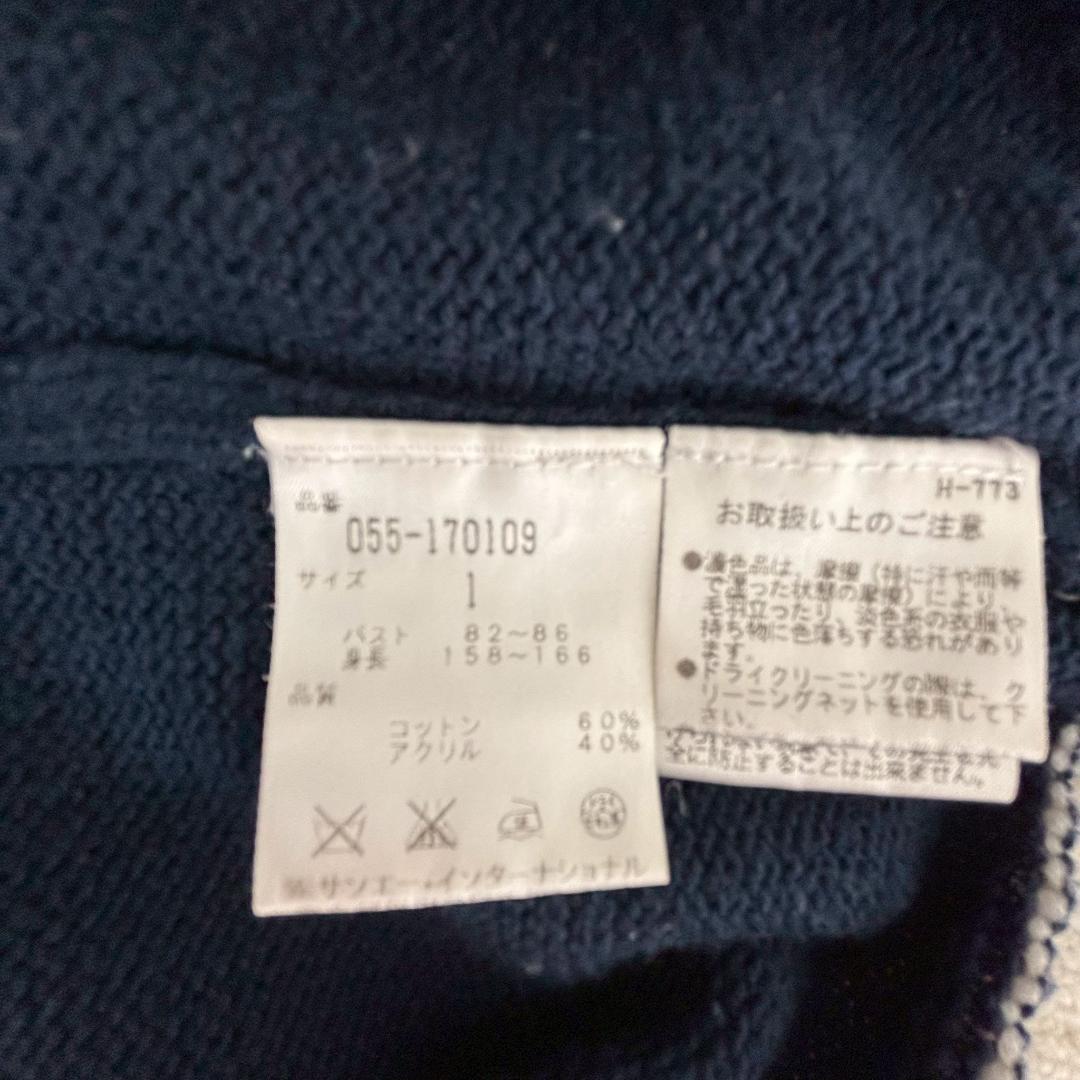 品番
055-170109
サイズ 1
バスト 82〜86
身長 158〜166
品質
コットン 60%
アクリル 40%
㈱サンエー・インターナショナル
H-773
お取扱い上のご注意
●濃色品は、摩擦（特に汗や雨等
で湿った状態の摩擦）により、
毛羽立ったり、淡色系の衣服や
持ち物に色落ちする恐れがあり
ます。
●ドライクリーニングの際は、ク
リーニングネットを使用して下
さい。
全に防止することは出来ません。